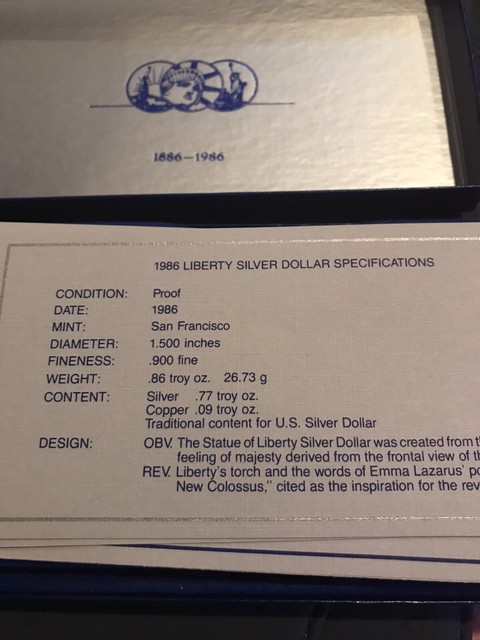 1886–1986
1986 LIBERTY SILVER DOLLAR SPECIFICATIONS
CONDITION: Proof
DATE: 1986
MINT: San Francisco
DIAMETER: 1.500 inches
FINENESS: .900 fine
WEIGHT: .86 troy oz. 26.73 g
CONTENT: Silver .77 troy oz.
Copper .09 troy oz.
Traditional content for U.S. Silver Dollar
DESIGN: OBV. The Statue of Liberty Silver Dollar was created from
feeling of majesty derived from the frontal view of
REV. Liberty's torch and the words of Emma Lazarus'
New Colossus," cited as the inspiration for the